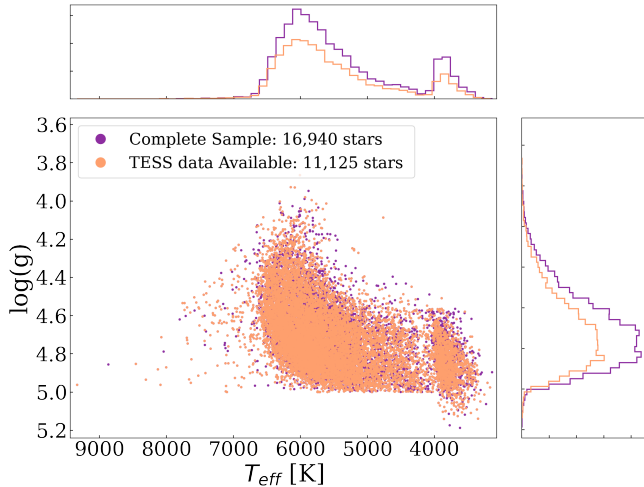 3.6
3.8
4.0
4.2
4.4
4.6
4.8
5.0
5.2
log(g)
Complete Sample: 16,940 stars
TESS data Available: 11,125 stars
9000 8000 7000 6000 5000 4000
T_eff [K]